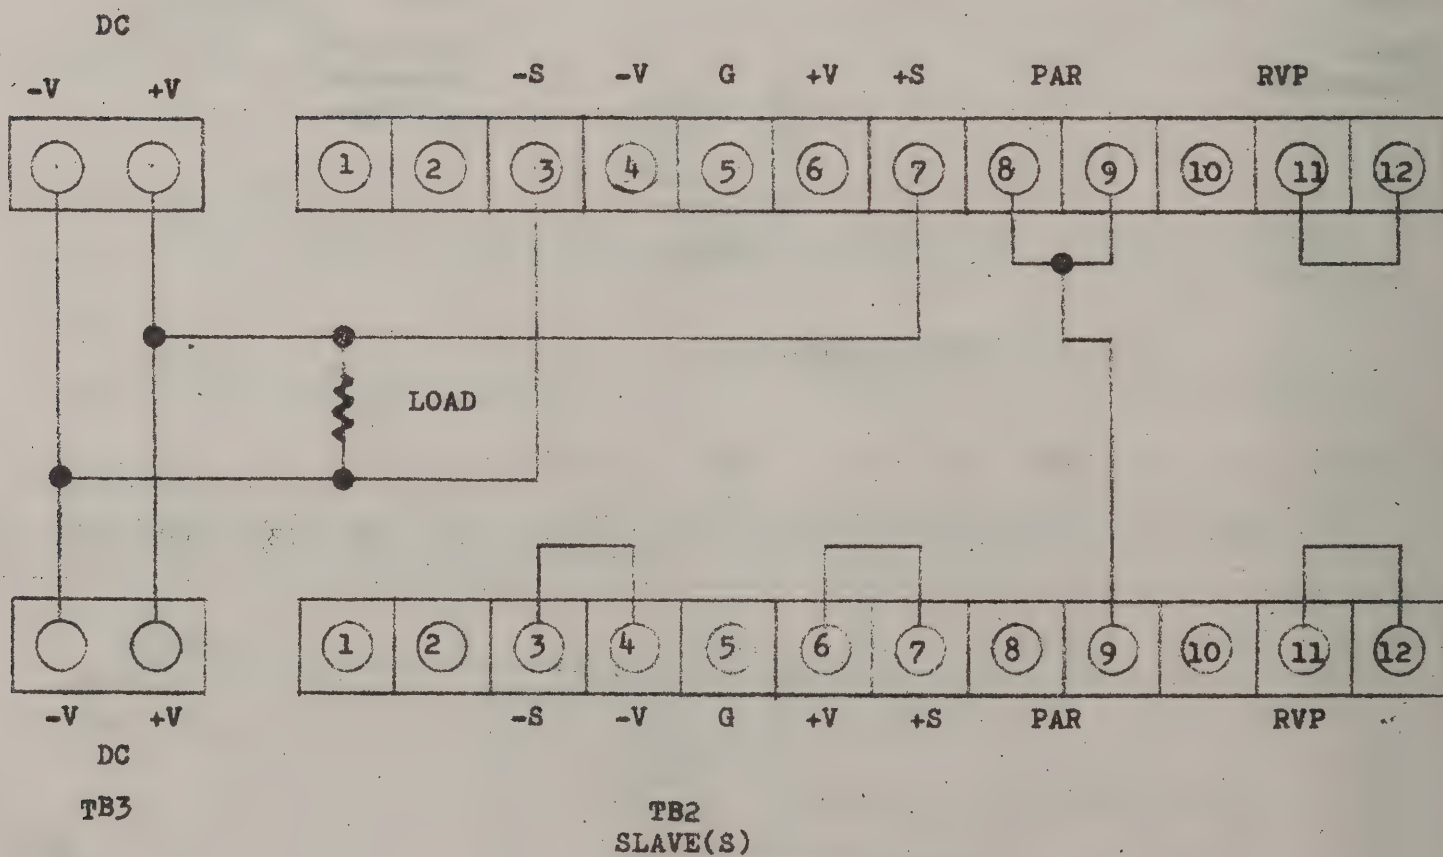 DC
-V +V -S -V G +V +S PAR RVP
1 2 3 4 5 6 7 8 9 10 11 12
LOAD
1 2 3 4 5 6 7 8 9 10 11 12
-V +V -S -V G +V +S PAR RVP
DC
TB3 TB2
SLAVE(S)